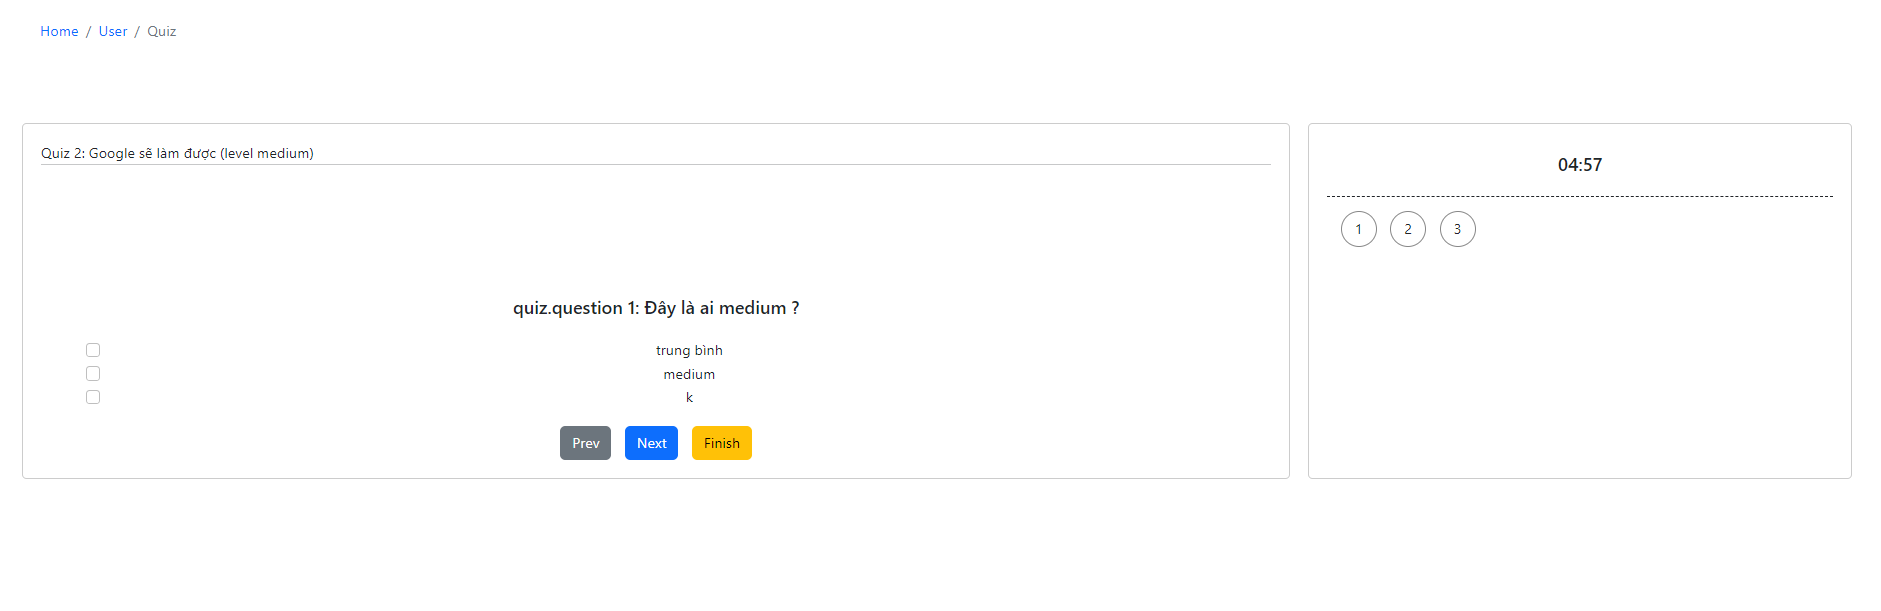 Home / User / Quiz
Quiz 2: Google sẽ làm được (level medium)
quiz.question 1: Đây là ai medium ?
trung bình
medium
k
Prev Next Finish
04:57
1 2 3